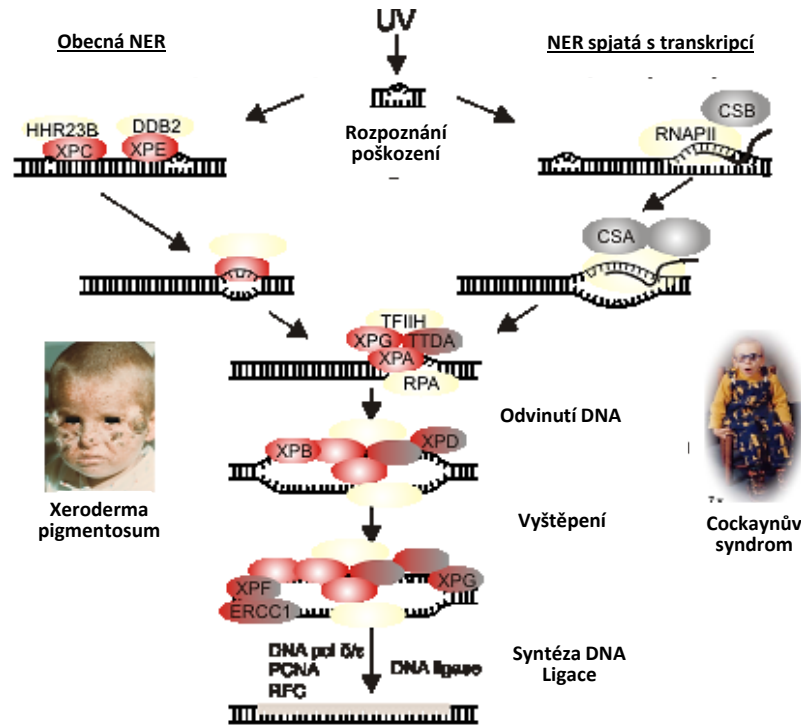 UV
Obecná NER
NER spjatá s transkripcí
Rozpoznání
poškození
HHR23B
DDB2
XPC
XPE
CSB
RNAPII
CSA
TFIIH
XPG
TTDA
XPA
RPA
Odvinutí DNA
XPB
XPD
Xeroderma
pigmentosum
Vyštěpení
Cockaynův
syndrom
XPF
XPG
ERCC1
DNA pol δ/ε
PCNA
RFC
DNA ligase
Syntéza DNA
Ligace